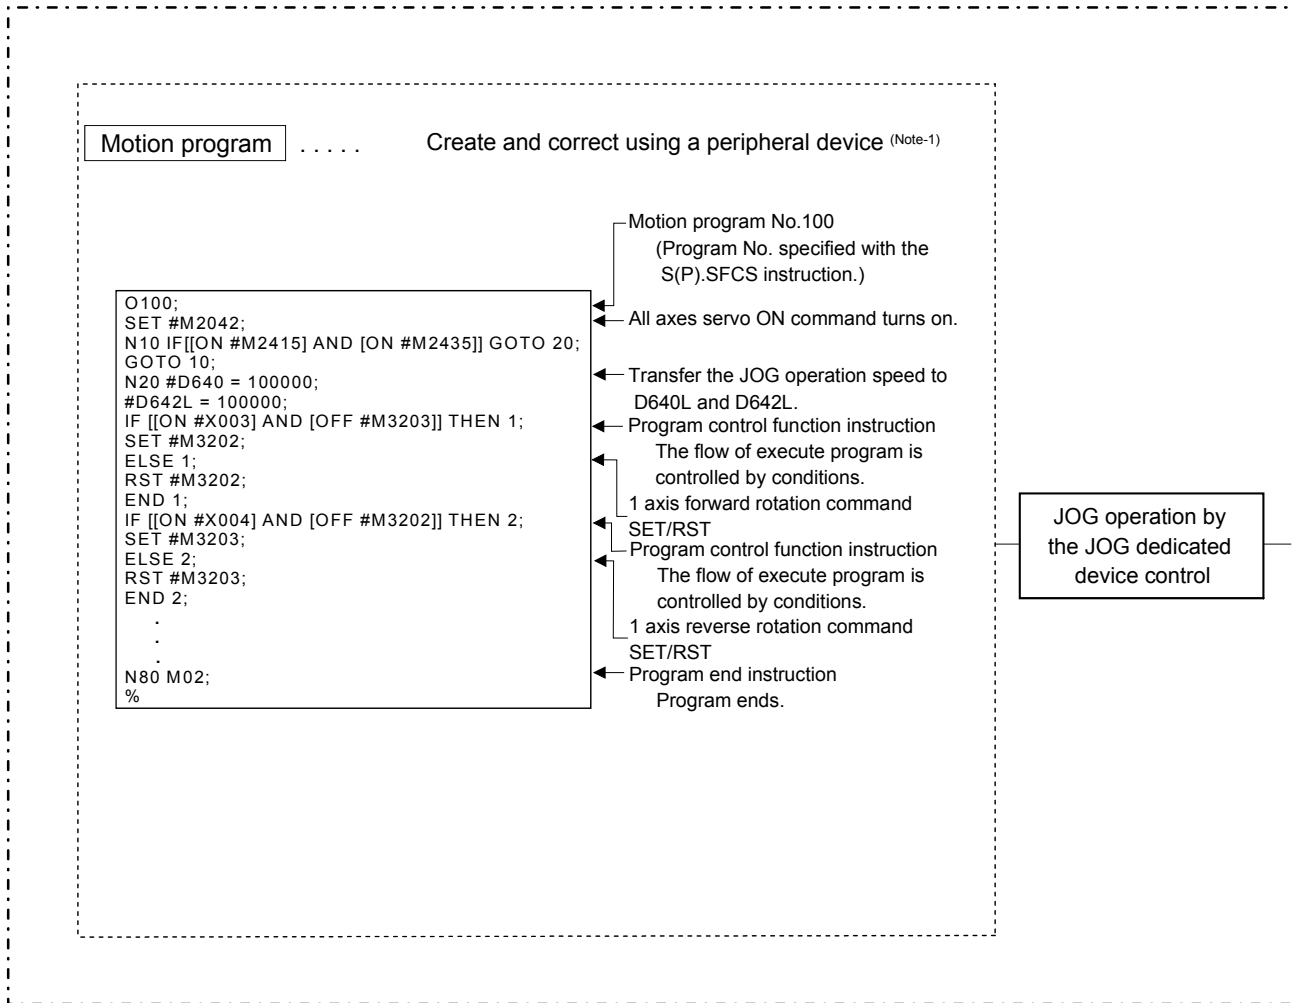 Motion program . . . . . Create and correct using a peripheral device (Note-1)
O100;
SET #M2042;
N10 IF[[ON #M2415] AND [ON #M2435]] GOTO 20;
GOTO 10;
N20 #D640 = 100000;
#D642L = 100000;
IF [[ON #X003] AND [OFF #M3203]] THEN 1;
SET #M3202;
ELSE 1;
RST #M3202;
END 1;
IF [[ON #X004] AND [OFF #M3202]] THEN 2;
SET #M3203;
ELSE 2;
RST #M3203;
END 2;
.
.
.
N80 M02;
%
Motion program No.100
(Program No. specified with the
S(P).SFCS instruction.)
All axes servo ON command turns on.
Transfer the JOG operation speed to
D640L and D642L.
Program control function instruction
The flow of execute program is
controlled by conditions.
1 axis forward rotation command
SET/RST
Program control function instruction
The flow of execute program is
controlled by conditions.
1 axis reverse rotation command
SET/RST
Program end instruction
Program ends.
JOG operation by
the JOG dedicated
device control